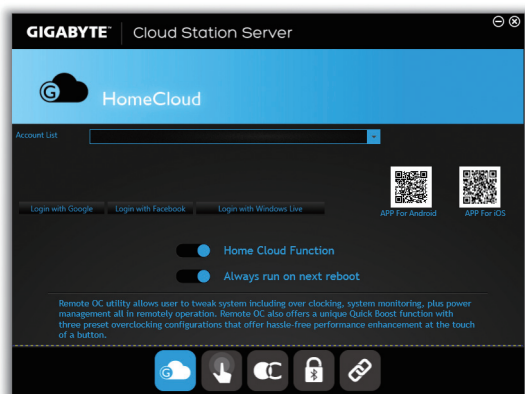 GIGABYTE™ Cloud Station Server
G HomeCloud
Account List
Login with Google Login with Facebook Login with Windows Live
APP For Android APP For iOS
Home Cloud Function
Always run on next reboot
Remote OC utility allows user to tweak system including over clocking, system monitoring, plus power
management all in remotely operation. Remote OC also offers a unique Quick Boost function with
three preset overclocking configurations that offer hassle-free performance enhancement at the touch
of a button.
G